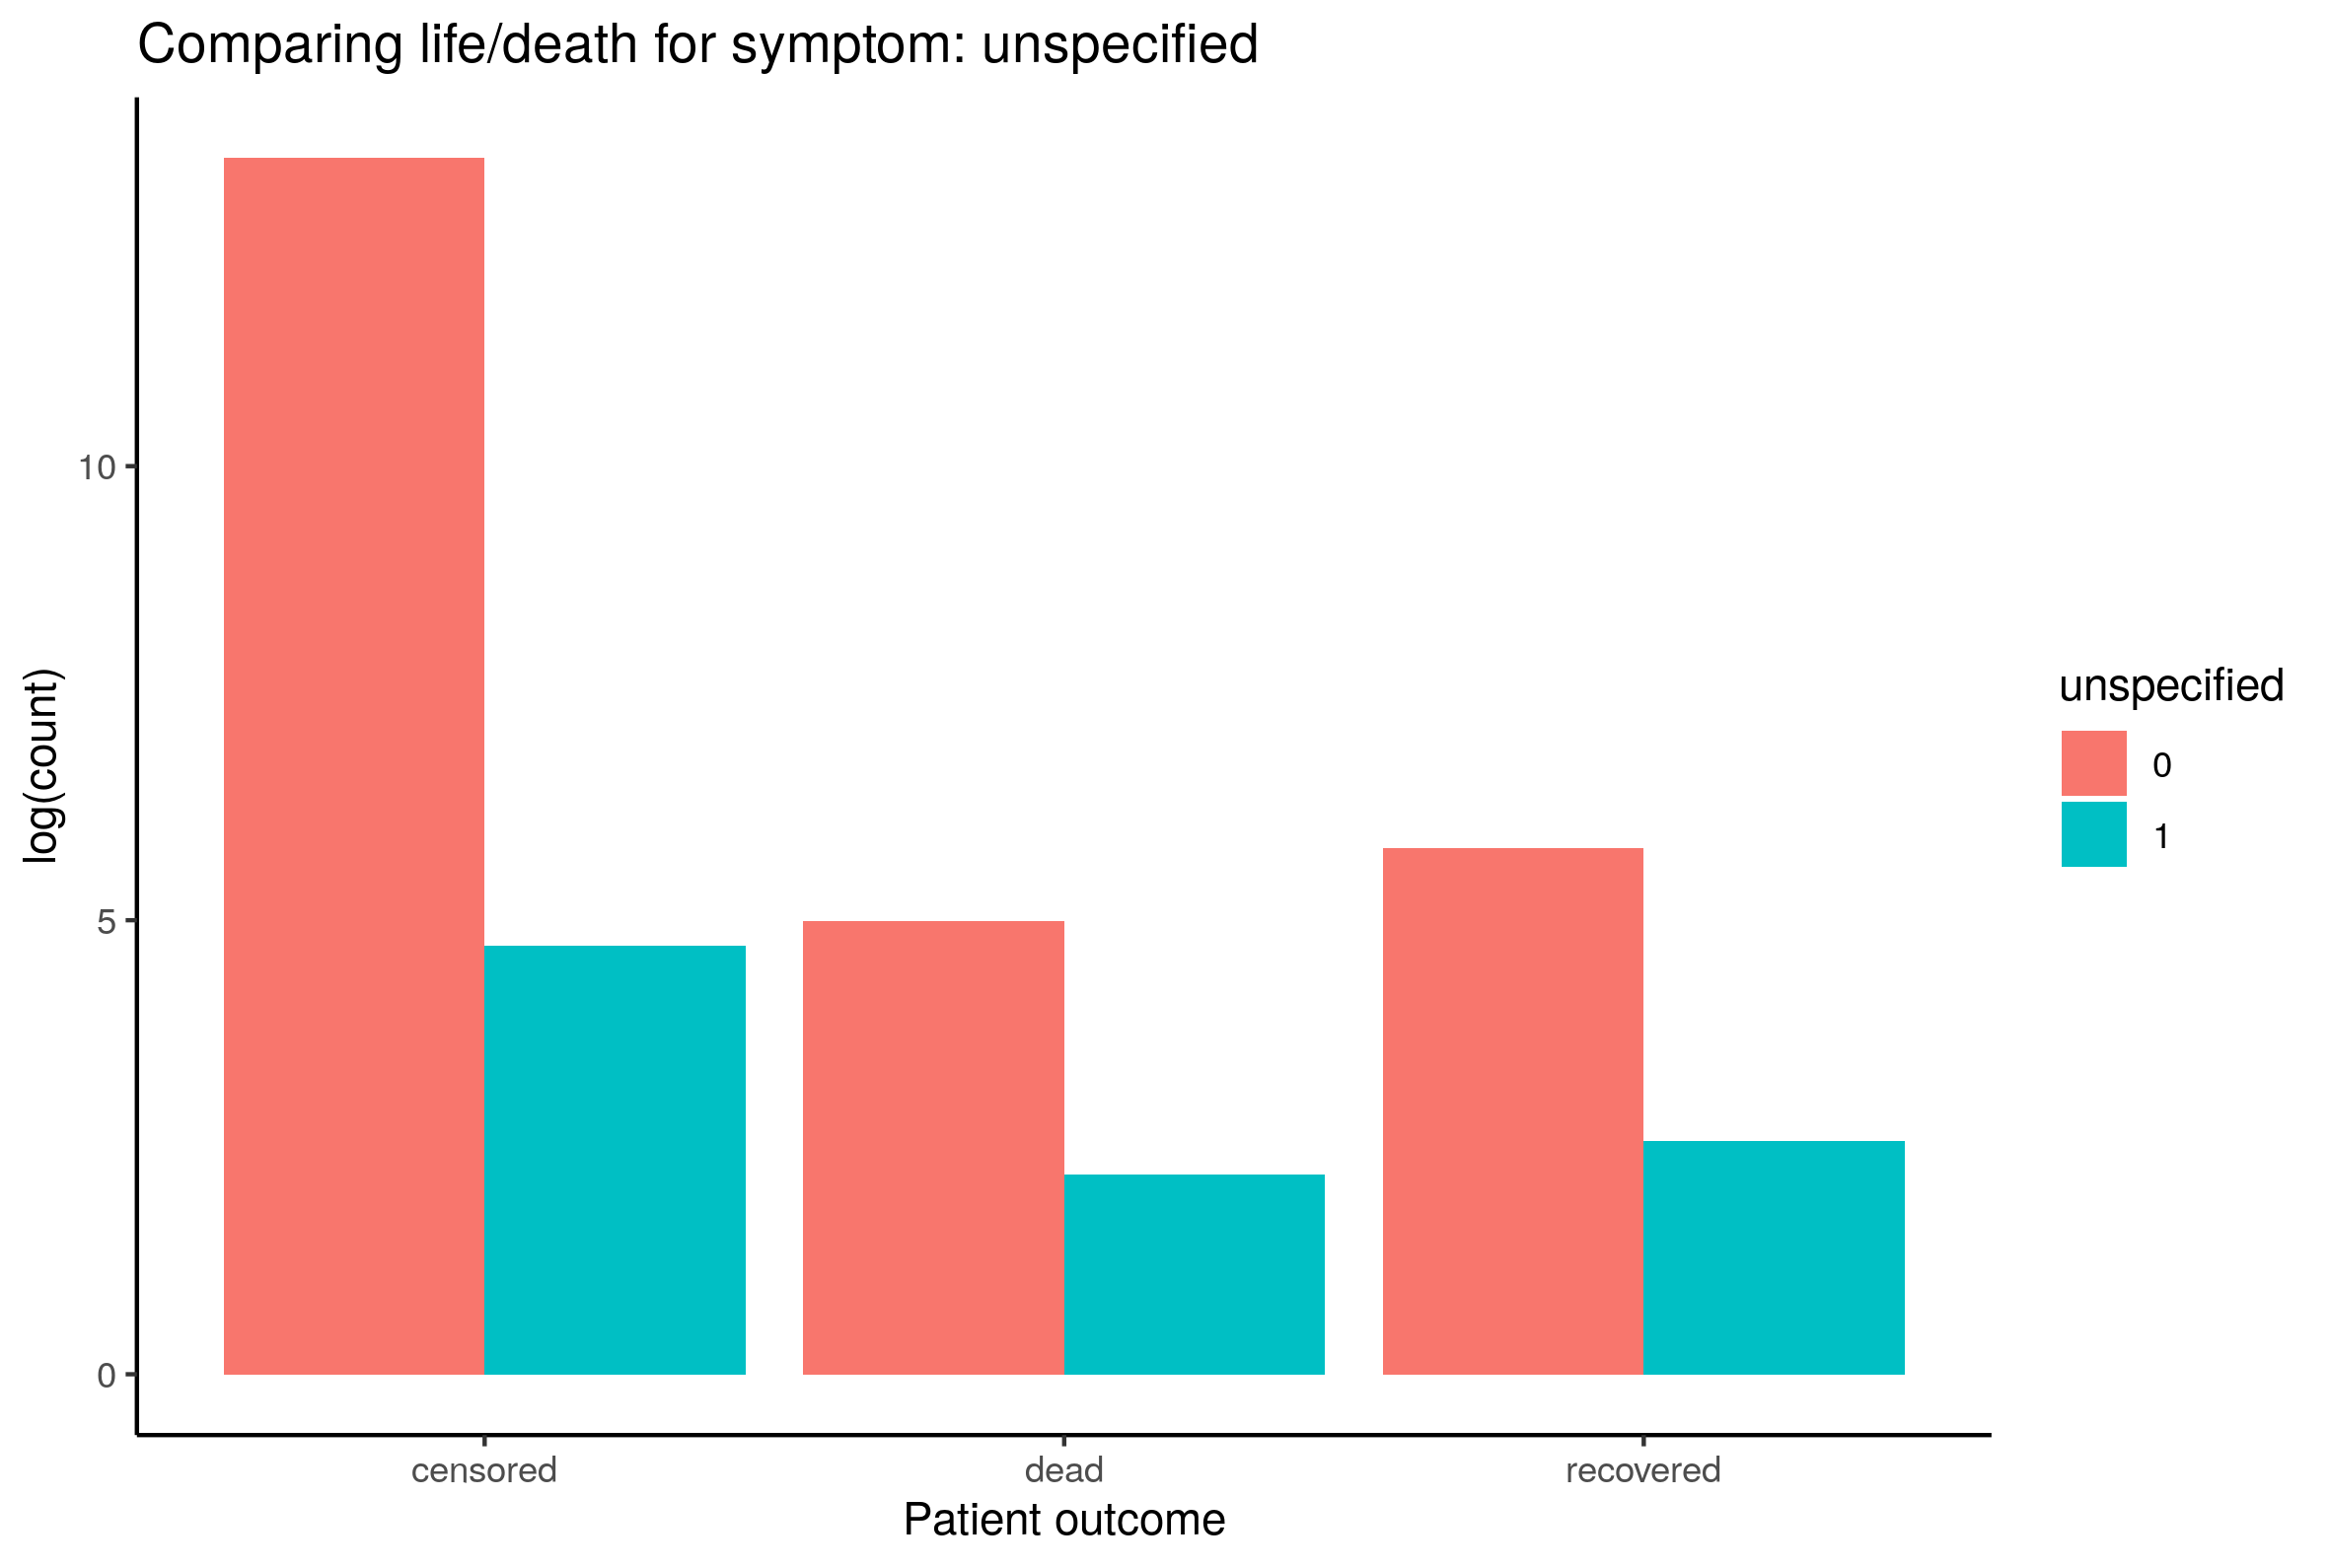 Comparing life/death for symptom: unspecified
log(count)
10
5
0
censored
dead
recovered
Patient outcome
unspecified
0
1